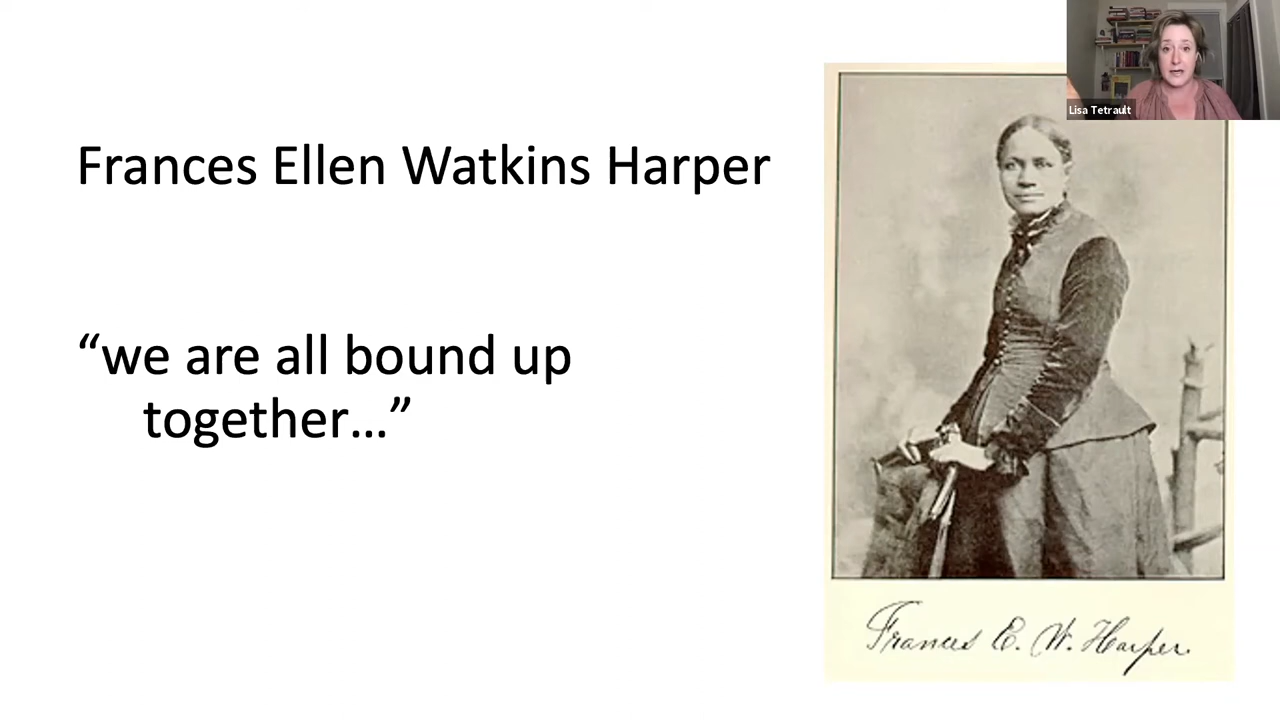 Lisa Tetrault
Frances Ellen Watkins Harper
“we are all bound up
together...”
Frances E. W. Harper.